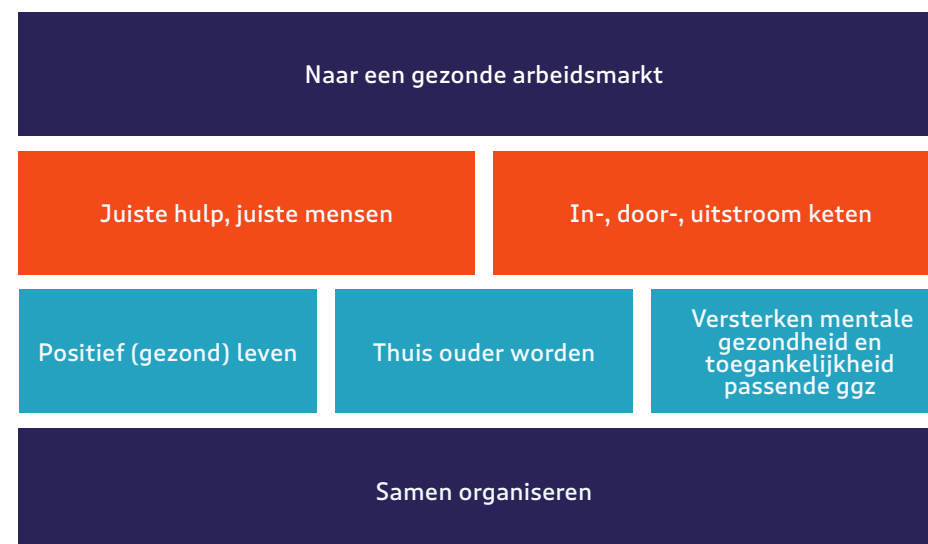 Naar een gezonde arbeidsmarkt
Juiste hulp, juiste mensen
In-, door-, uitstroom keten
Positief (gezond) leven
Thuis ouder worden
Versterken mentale
gezondheid en
toegankelijkheid
passende ggz
Samen organiseren